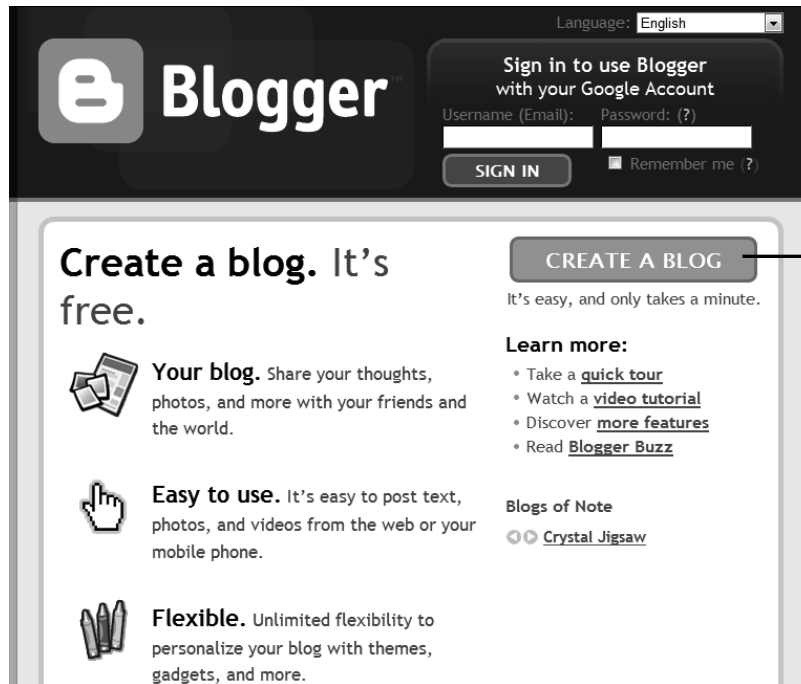 Language: English
Blogger™
Sign in to use Blogger
with your Google Account
Username (Email): Password: (?)
SIGN IN
Remember me (?)
Create a blog. It's
free.
Your blog. Share your thoughts,
photos, and more with your friends and
the world.
Easy to use. It's easy to post text,
photos, and videos from the web or your
mobile phone.
Flexible. Unlimited flexibility to
personalize your blog with themes,
gadgets, and more.
CREATE A BLOG
It's easy, and only takes a minute.
Learn more:
• Take a quick tour
• Watch a video tutorial
• Discover more features
• Read Blogger Buzz
Blogs of Note
Crystal Jigsaw